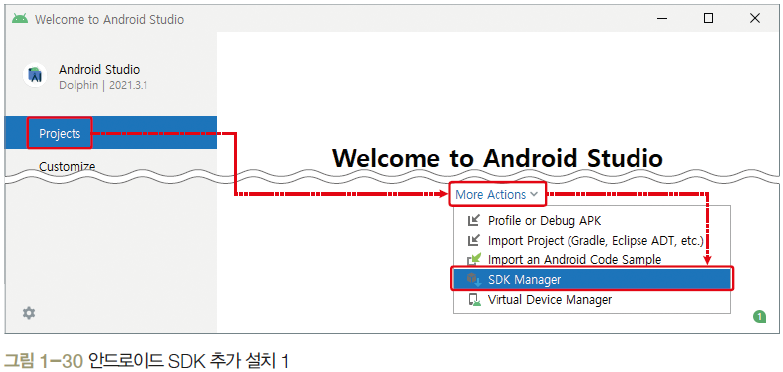 Welcome to Android Studio
Android Studio
Dolphin | 2021.3.1
Projects
Customize
Welcome to Android Studio
More Actions
Profile or Debug APK
Import Project (Gradle, Eclipse ADT, etc.)
Import an Android Code Sample
SDK Manager
Virtual Device Manager
1
그림 1-30 안드로이드 SDK 추가 설치 1